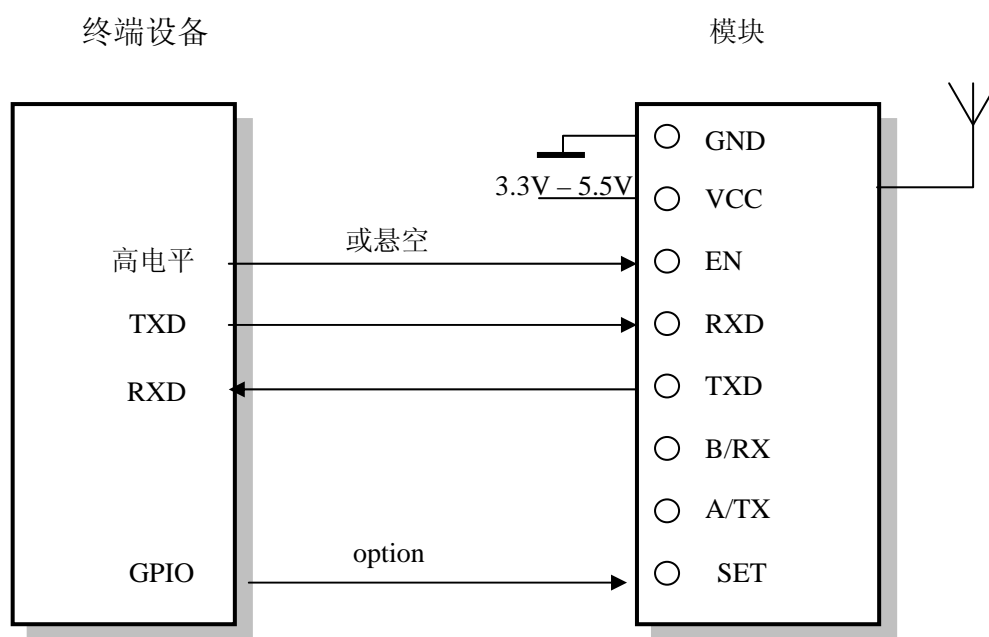 终端设备
模块
GND
3.3V – 5.5V
VCC
高电平
或悬空
EN
TXD
RXD
RXD
TXD
B/RX
A/TX
GPIO
option
SET